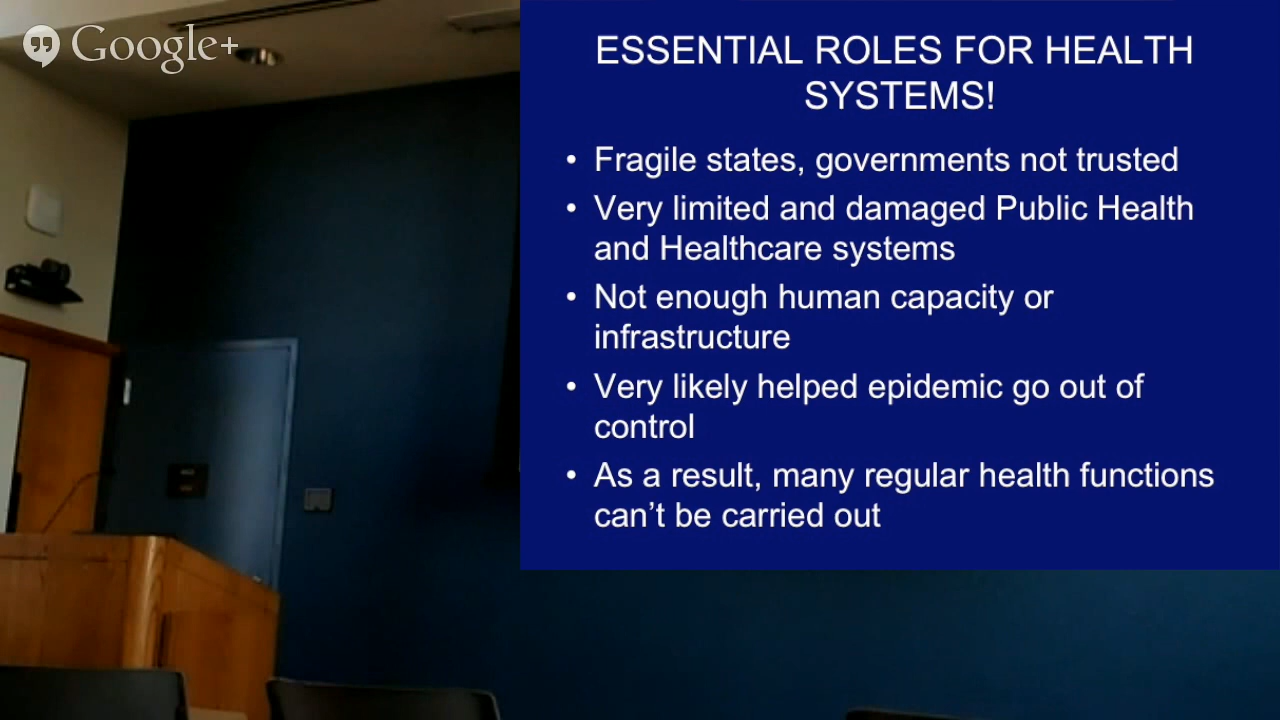 Google+
ESSENTIAL ROLES FOR HEALTH
SYSTEMS!
• Fragile states, governments not trusted
• Very limited and damaged Public Health
and Healthcare systems
• Not enough human capacity or
infrastructure
• Very likely helped epidemic go out of
control
• As a result, many regular health functions
can't be carried out